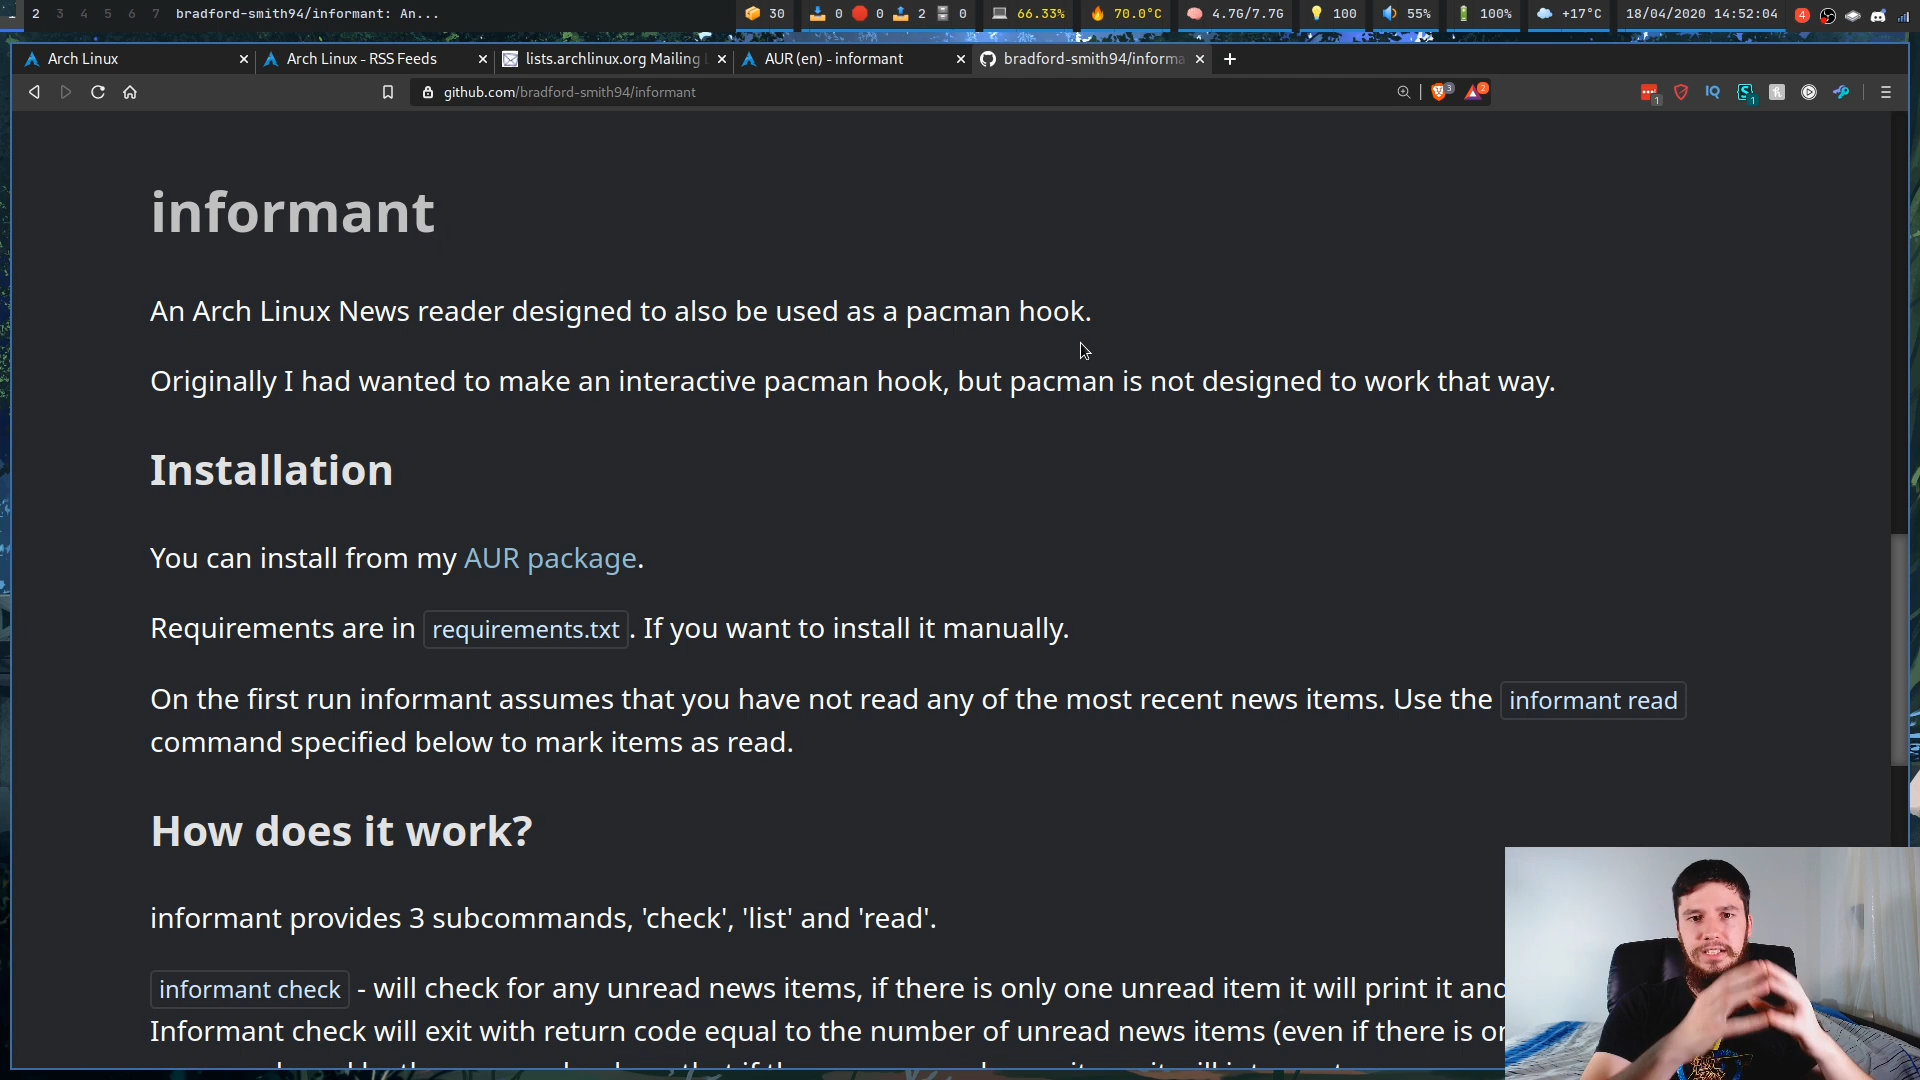 2 3 4 5 6 7 bradford-smith94/informant: An... 30 0 0 2 0 66.33% 70.0°C 4.7G/7.7G 100 55% 100% +17°C 18/04/2020 14:52:04 4
Arch Linux Arch Linux - RSS Feeds lists.archlinux.org Mailing AUR (en) - informant bradford-smith94/informa
github.com/bradford-smith94/informant 3 2 1 IQ 1
informant
An Arch Linux News reader designed to also be used as a pacman hook.
Originally I had wanted to make an interactive pacman hook, but pacman is not designed to work that way.
Installation
You can install from my AUR package.
Requirements are in requirements.txt . If you want to install it manually.
On the first run informant assumes that you have not read any of the most recent news items. Use the informant read
command specified below to mark items as read.
How does it work?
informant provides 3 subcommands, 'check', 'list' and 'read'.
informant check - will check for any unread news items, if there is only one unread item it will print it and
Informant check will exit with return code equal to the number of unread news items (even if there is